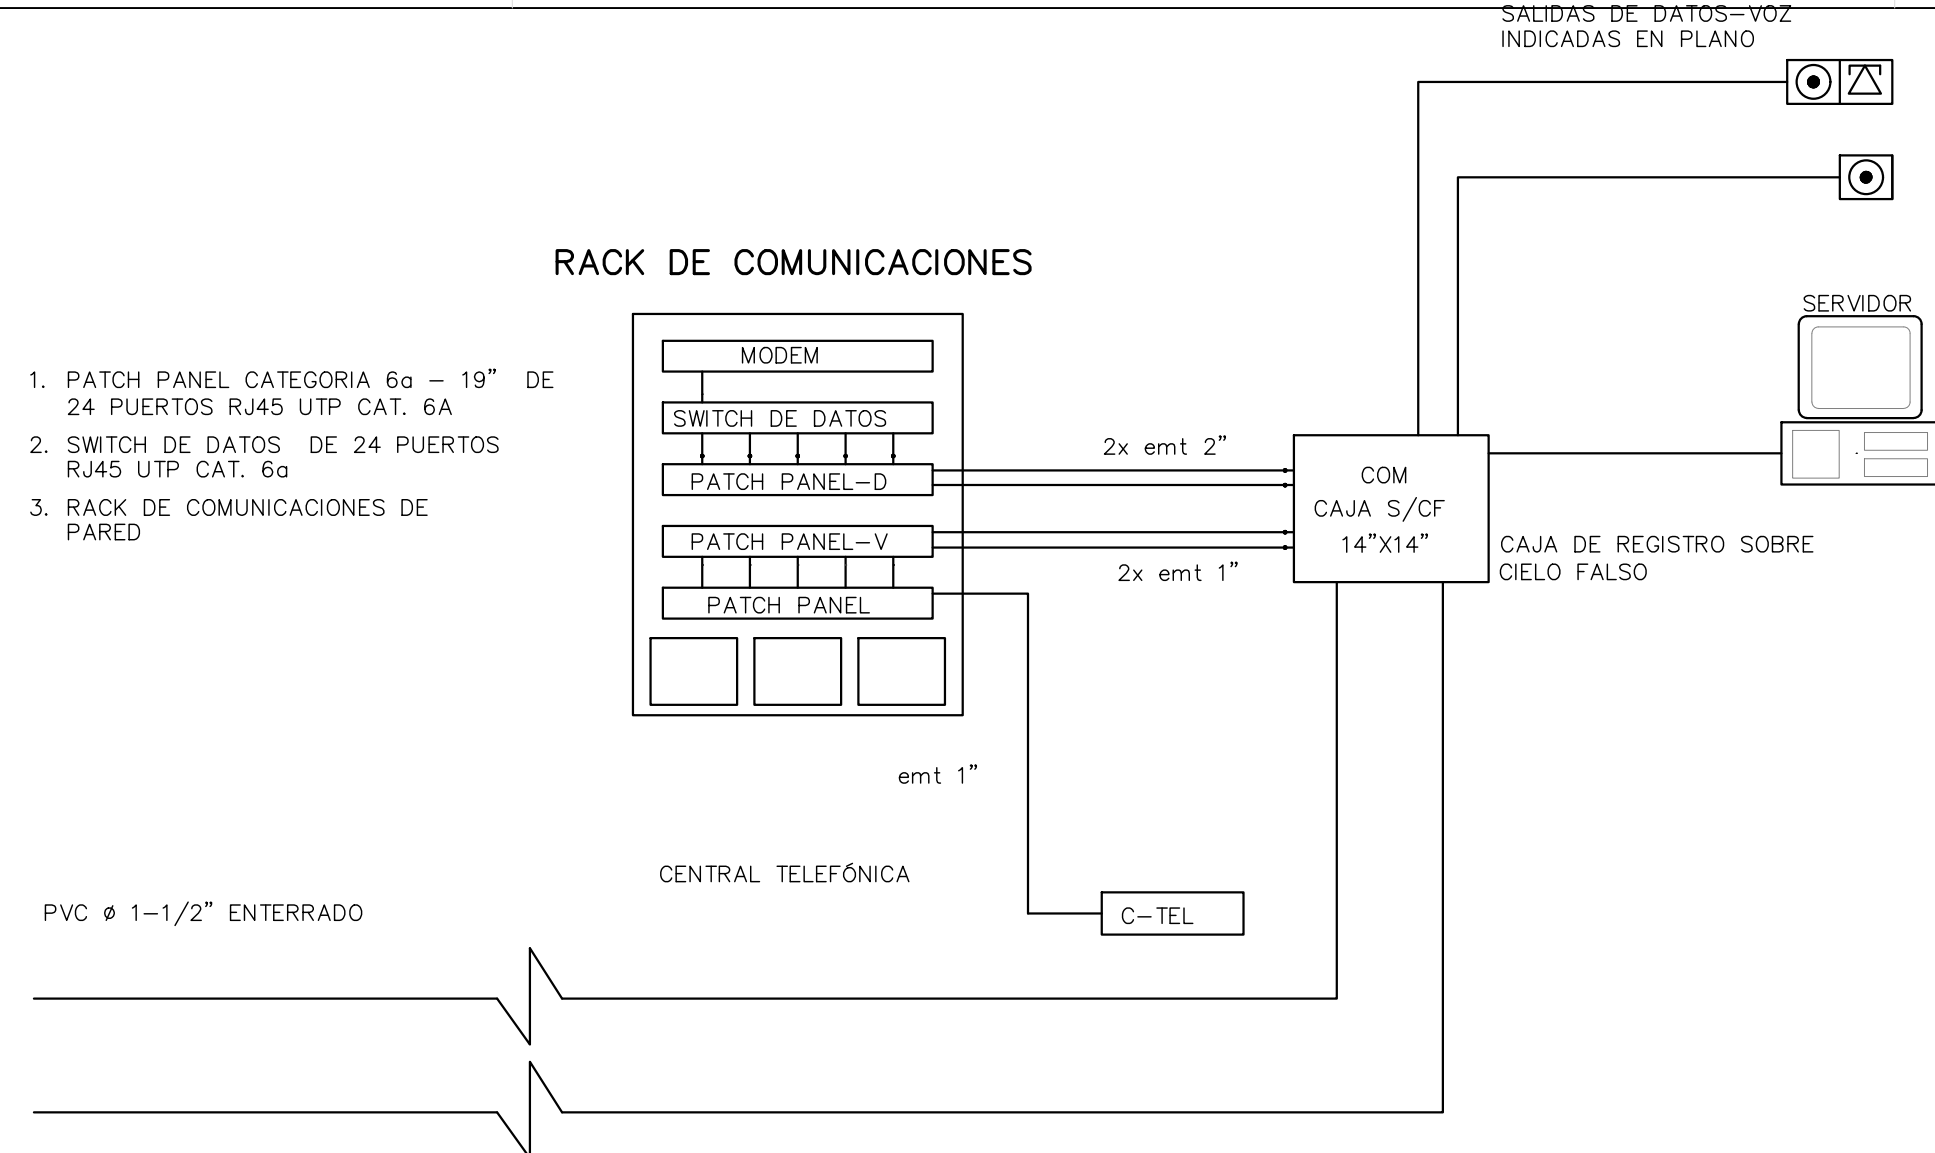 SALIDAS DE DATOS-VOZ
INDICADAS EN PLANO
RACK DE COMUNICACIONES
SERVIDOR
MODEM
1. PATCH PANEL CATEGORIA 6a - 19" DE
24 PUERTOS RJ45 UTP CAT. 6A
SWITCH DE DATOS
2. SWITCH DE DATOS DE 24 PUERTOS
RJ45 UTP CAT. 6a
2x emt 2"
PATCH PANEL-D
COM
CAJA S/CF
14"X14"
3. RACK DE COMUNICACIONES DE
PARED
PATCH PANEL-V
CAJA DE REGISTRO SOBRE
CIELO FALSO
2x emt 1"
PATCH PANEL
emt 1"
CENTRAL TELEFÓNICA
PVC ø 1-1/2" ENTERRADO
C-TEL